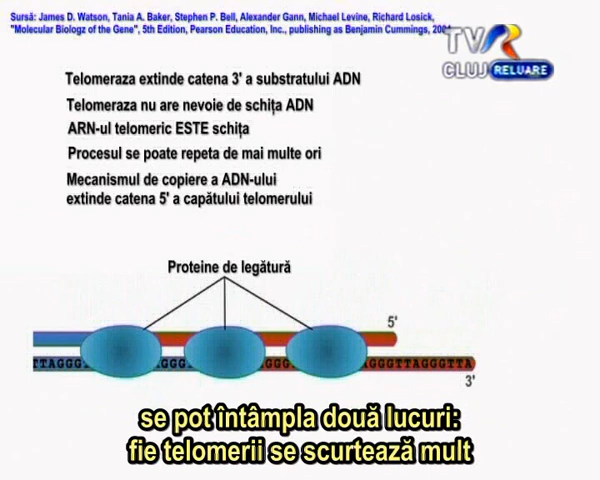 Sursă: James D. Watson, Tania A. Baker, Stephen P. Bell, Alexander Gann, Michael Levine, Richard Losick,
"Molecular Biologz of the Gene", 5th Edition, Pearson Education, Inc., publishing as Benjamin Cummings,
TVR
CLUJ RELUARE
Telomeraza extinde catena 3' a substratului ADN
Telomeraza nu are nevoie de schița ADN
ARN-ul telomeric ESTE schița
Procesul se poate repeta de mai multe ori
Mecanismul de copiere a ADN-ului
extinde catena 5' a capătului telomerului
Proteine de legătură
5'
TTAGGG GGG AGGGTTAGGGTTA
3'
se pot întâmpla două lucuri:
fie telomerii se scurtează mult